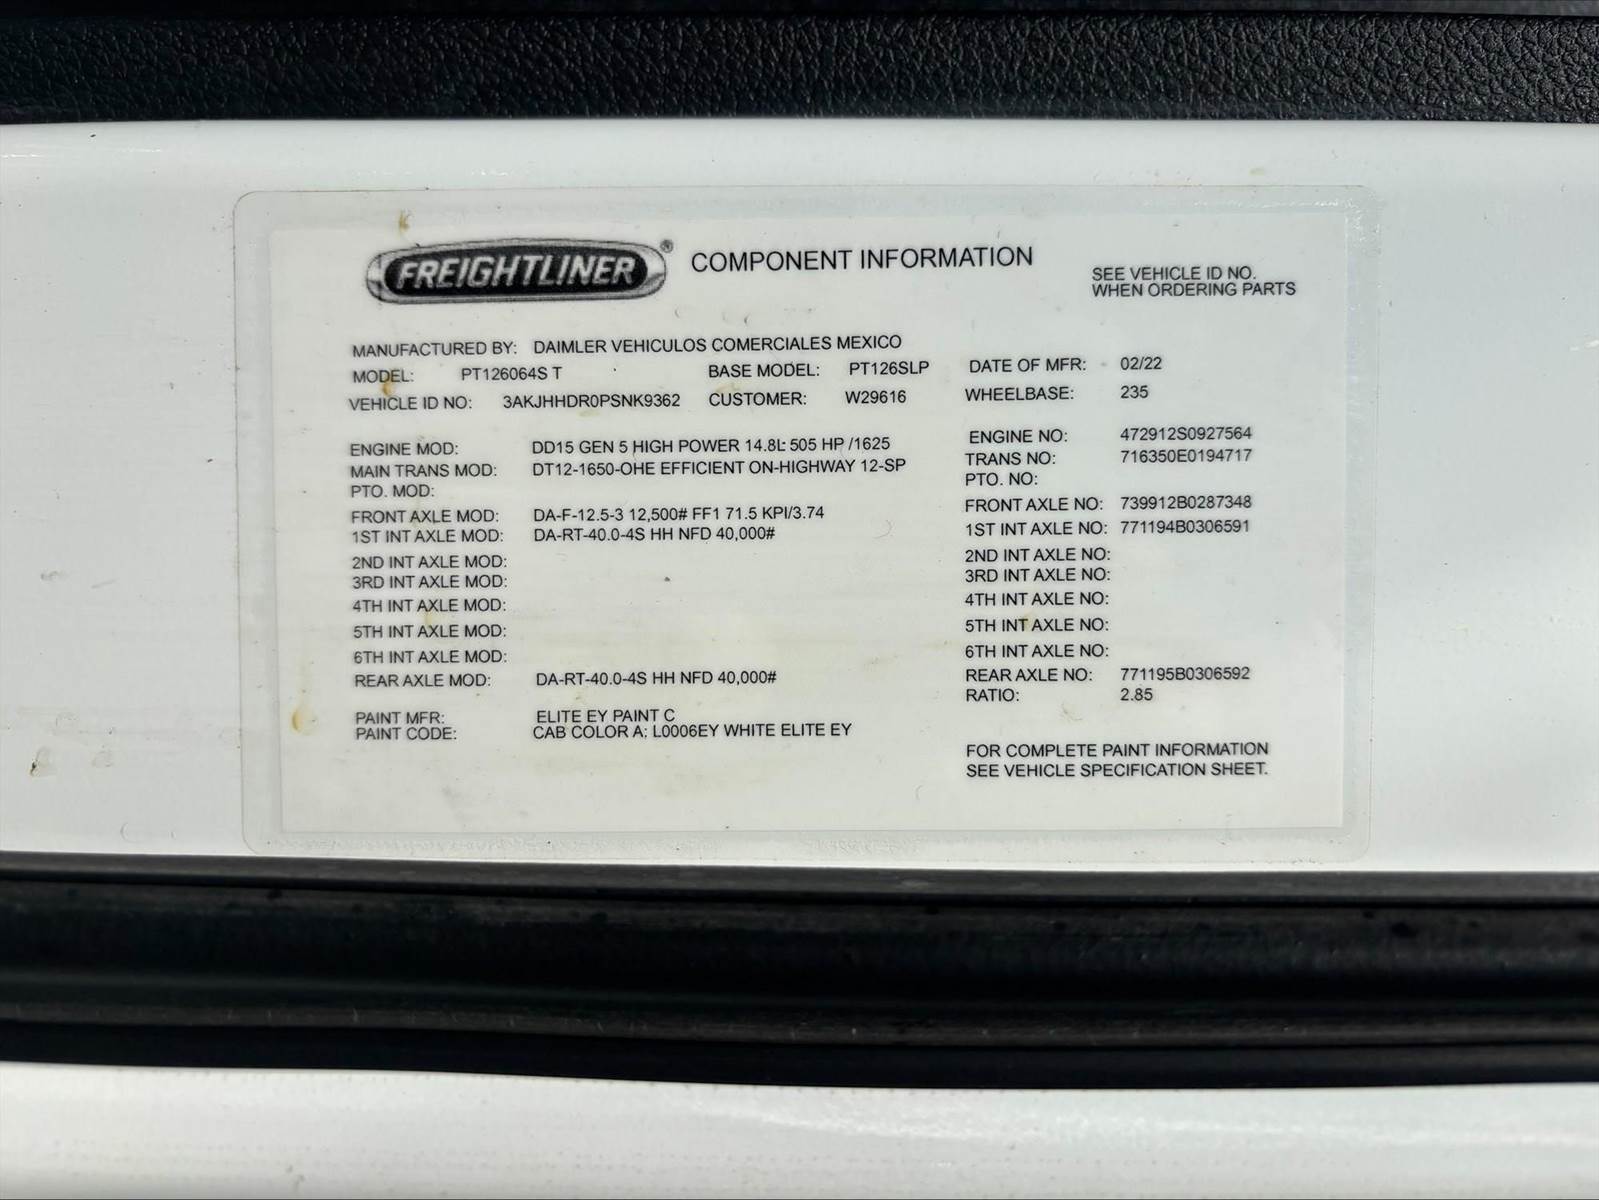 FREIGHTLINER® COMPONENT INFORMATION
SEE VEHICLE ID NO.
WHEN ORDERING PARTS
MANUFACTURED BY: DAIMLER VEHICULOS COMERCIALES MEXICO
MODEL: PT126064S T BASE MODEL: PT126SLP DATE OF MFR: 02/22
VEHICLE ID NO: 3AKJHHDR0PSNK9362 CUSTOMER: W29616 WHEELBASE: 235
ENGINE MOD: DD15 GEN 5 HIGH POWER 14.8L 505 HP /1625 ENGINE NO: 472912S0927564
MAIN TRANS MOD: DT12-1650-OHE EFFICIENT ON-HIGHWAY 12-SP TRANS NO: 716350E0194717
PTO. MOD: PTO. NO:
FRONT AXLE MOD: DA-F-12.5-3 12,500# FF1 71.5 KPI/3.74 FRONT AXLE NO: 739912B0287348
1ST INT AXLE MOD: DA-RT-40.0-4S HH NFD 40,000# 1ST INT AXLE NO: 771194B0306591
2ND INT AXLE MOD: 2ND INT AXLE NO:
3RD INT AXLE MOD: 3RD INT AXLE NO:
4TH INT AXLE MOD: 4TH INT AXLE NO:
5TH INT AXLE MOD: 5TH INT AXLE NO:
6TH INT AXLE MOD: 6TH INT AXLE NO:
REAR AXLE MOD: DA-RT-40.0-4S HH NFD 40,000# REAR AXLE NO: 771195B0306592
RATIO: 2.85
PAINT MFR: ELITE EY PAINT C
PAINT CODE: CAB COLOR A: L0006EY WHITE ELITE EY
FOR COMPLETE PAINT INFORMATION
SEE VEHICLE SPECIFICATION SHEET.